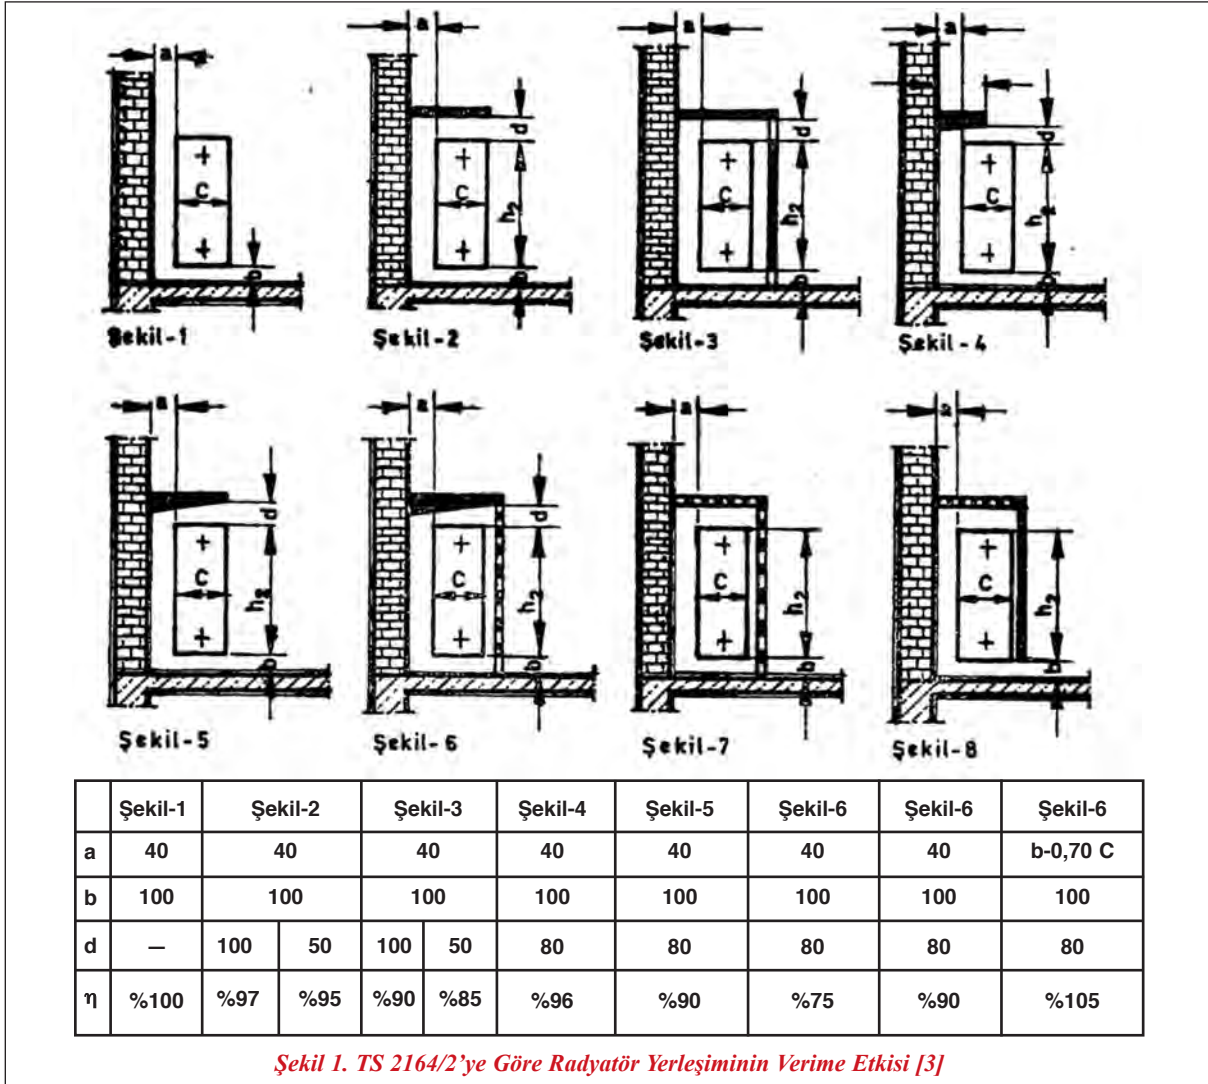 a a a a
d d d
C C C C
h₂ h₂ h₂
b b b b
Şekil-1 Şekil-2 Şekil-3 Şekil-4
a a a
d d
C C C C
h₂ h₂ h₂ h₂
b b b
Şekil-5 Şekil-6 Şekil-7 Şekil-8
Şekil-1 Şekil-2 Şekil-3 Şekil-4 Şekil-5 Şekil-6 Şekil-6 Şekil-6
a 40 40 40 40 40 40 40 b-0,70 C
b 100 100 100 100 100 100 100 100
d — 100 50 100 50 80 80 80 80 80
η %100 %97 %95 %90 %85 %96 %90 %75 %90 %105
Şekil 1. TS 2164/2’ye Göre Radyatör Yerleşiminin Verime Etkisi [3]